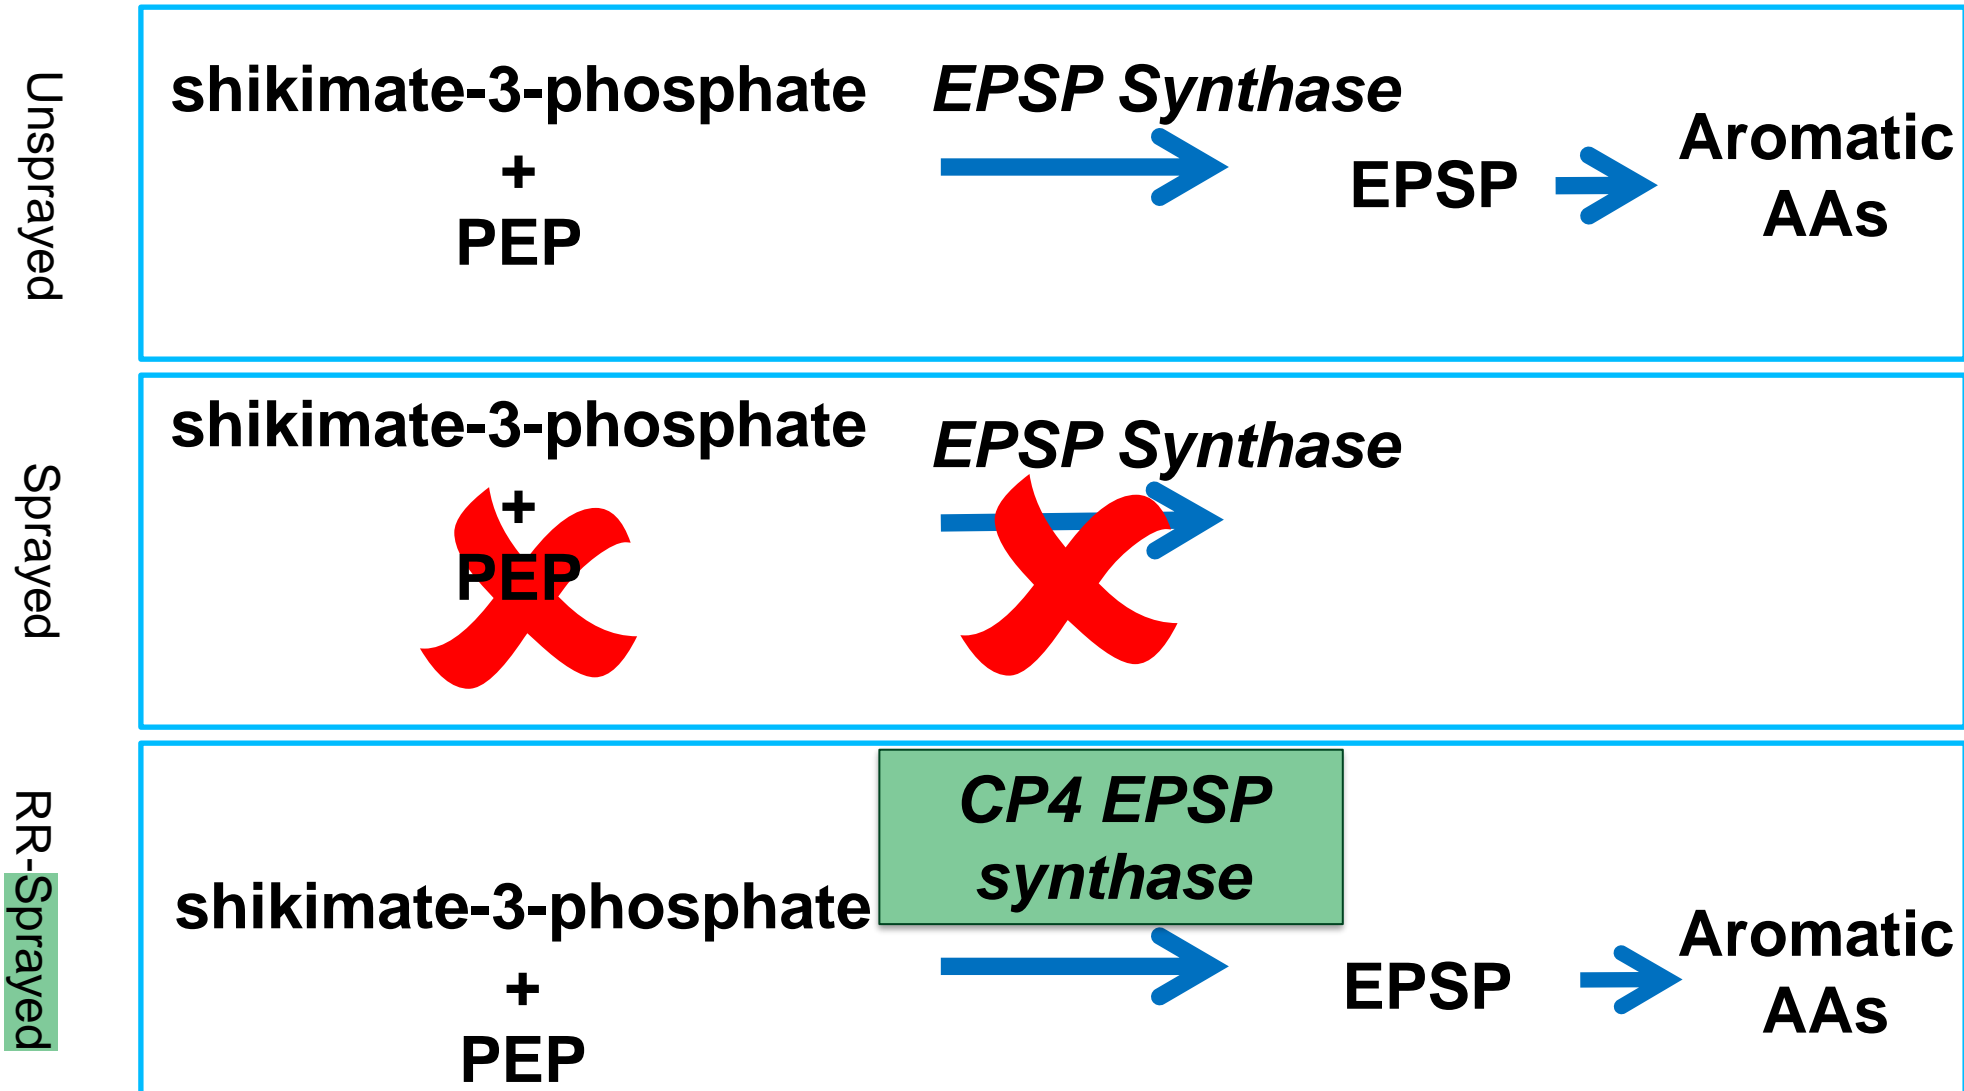 Unsprayed
shikimate-3-phosphate
+
PEP
EPSP Synthase
EPSP
Aromatic
AAs
Sprayed
shikimate-3-phosphate
+
PEP
EPSP Synthase
RR-Sprayed
shikimate-3-phosphate
+
PEP
CP4 EPSP
synthase
EPSP
Aromatic
AAs